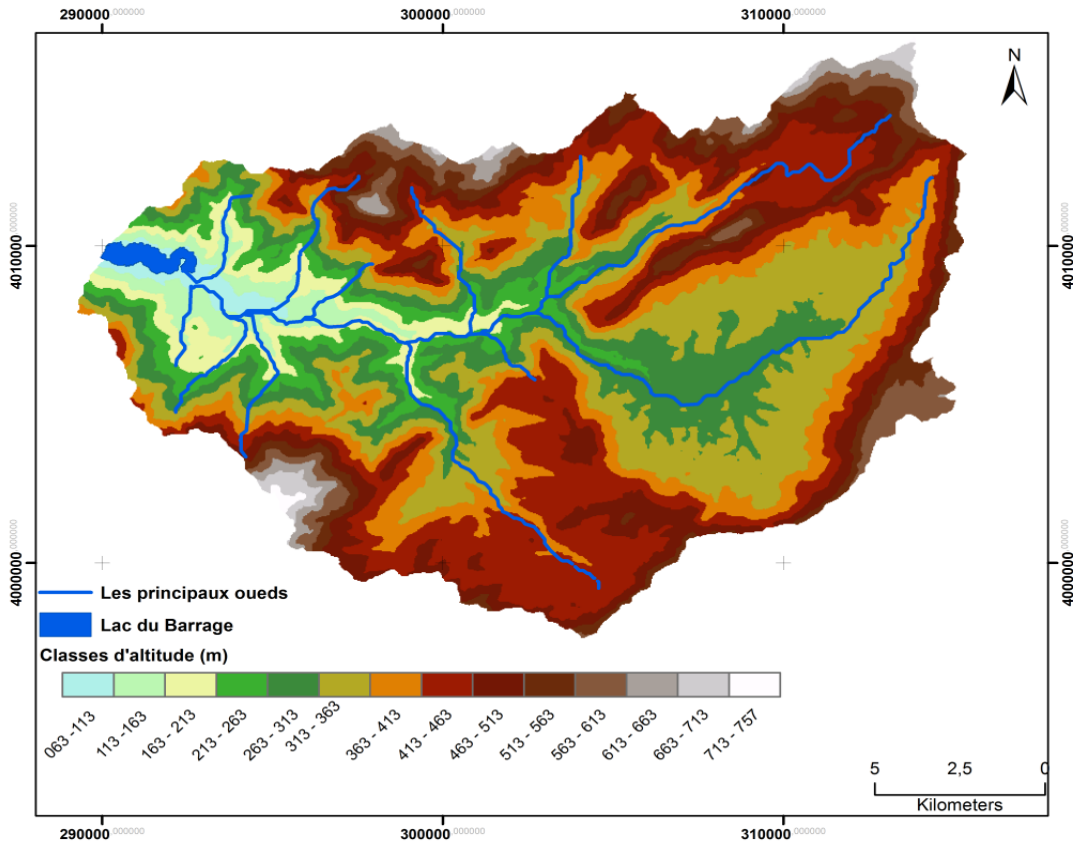 290000,000000 300000,000000 310000,000000
N
4010000,000000
4010000,000000
4000000,000000
4000000,000000
Les principaux oueds
Lac du Barrage
Classes d'altitude (m)
063 -113 113 -163 163 -213 213 -263 263 - 313 313 - 363 363 - 413 413 - 463 463 - 513 513 - 563 563 - 613 613 - 663 663 - 713 713 - 757
5 2,5 0
Kilometers
290000,000000 300000,000000 310000,000000